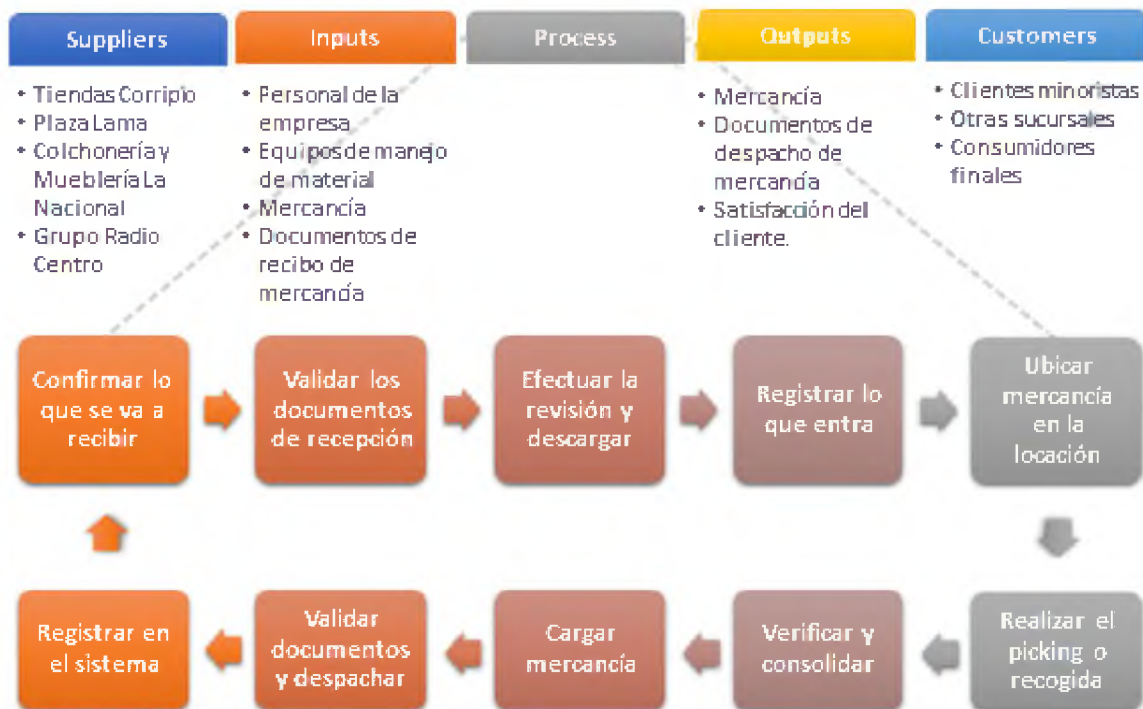 Suppliers
Inputs
Process
Outputs
Customers
• Tiendas Corripio
• Plaza Lama
• Colchonería y
Mueblería La
Nacional
• Grupo Radio
Centro
• Personal de la
empresa
• Equipos de manejo
de material
• Mercancía
• Documentos de
recibo de
mercancía
• Mercancía
• Documentos de
despacho de
mercancía
• Satisfacción del
cliente.
• Clientes minoristas
• Otras sucursales
• Consumidores
finales
Confirmar lo
que se va a
recibir
Validar los
documentos
de recepción
Efectuar la
revisión y
descargar
Registrar lo
que entra
Ubicar
mercancía
en la
locación
Realizar el
picking o
recogida
Verificar y
consolidar
Cargar
mercancía
Validar
documentos
y despachar
Registrar en
el sistema